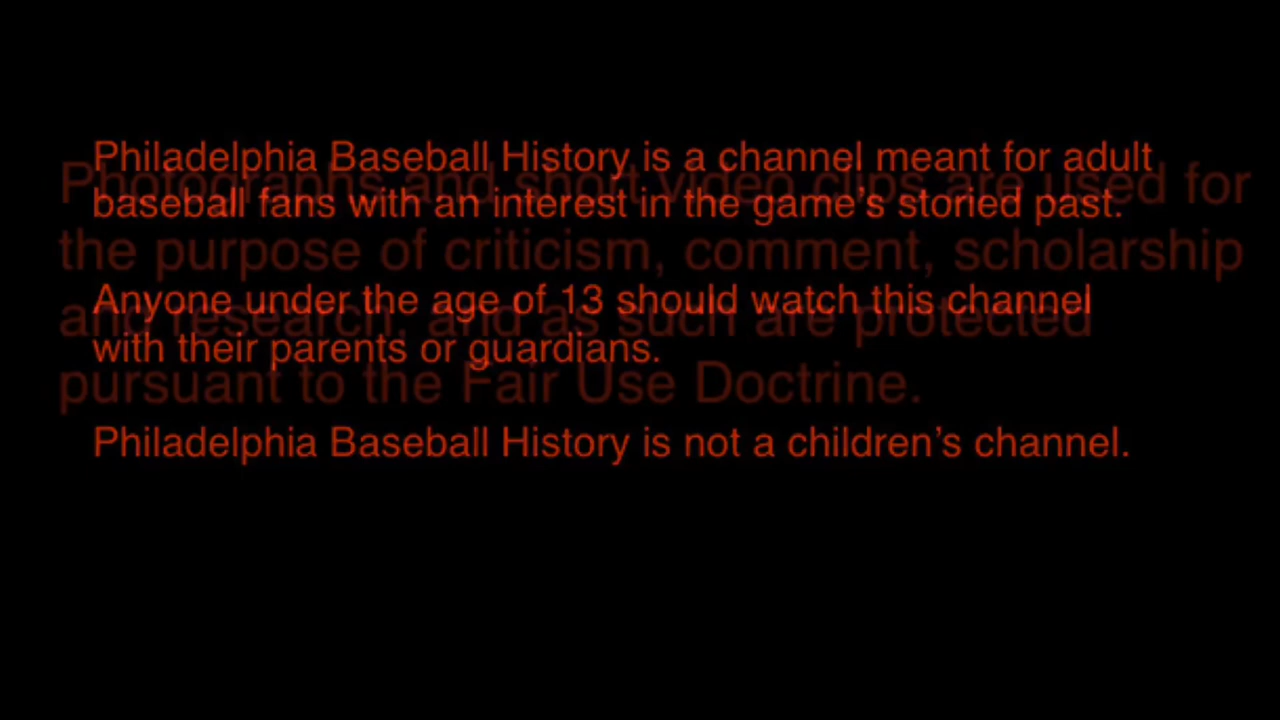 Philadelphia Baseball History is a channel meant for adult
baseball fans with an interest in the game’s storied past.
Anyone under the age of 13 should watch this channel
with their parents or guardians.
Philadelphia Baseball History is not a children’s channel.
Photographs and short video clips are used for
the purpose of criticism, comment, scholarship
and research, and as such are protected
pursuant to the Fair Use Doctrine.